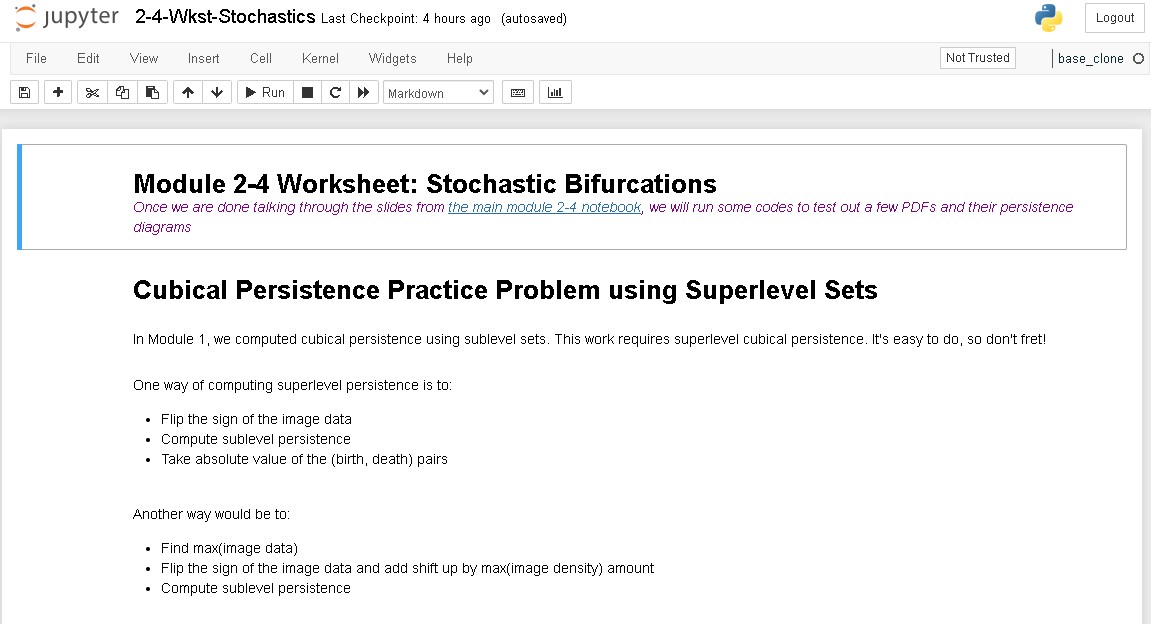 jupyter 2-4-Wkst-Stochastics Last Checkpoint: 4 hours ago (autosaved) Logout
File Edit View Insert Cell Kernel Widgets Help Not Trusted base_clone
Run Markdown
Module 2-4 Worksheet: Stochastic Bifurcations
Once we are done talking through the slides from the main module 2-4 notebook, we will run some codes to test out a few PDFs and their persistence
diagrams
Cubical Persistence Practice Problem using Superlevel Sets
In Module 1, we computed cubical persistence using sublevel sets. This work requires superlevel cubical persistence. It's easy to do, so don't fret!
One way of computing superlevel persistence is to:
• Flip the sign of the image data
• Compute sublevel persistence
• Take absolute value of the (birth, death) pairs
Another way would be to:
• Find max(image data)
• Flip the sign of the image data and add shift up by max(image density) amount
• Compute sublevel persistence